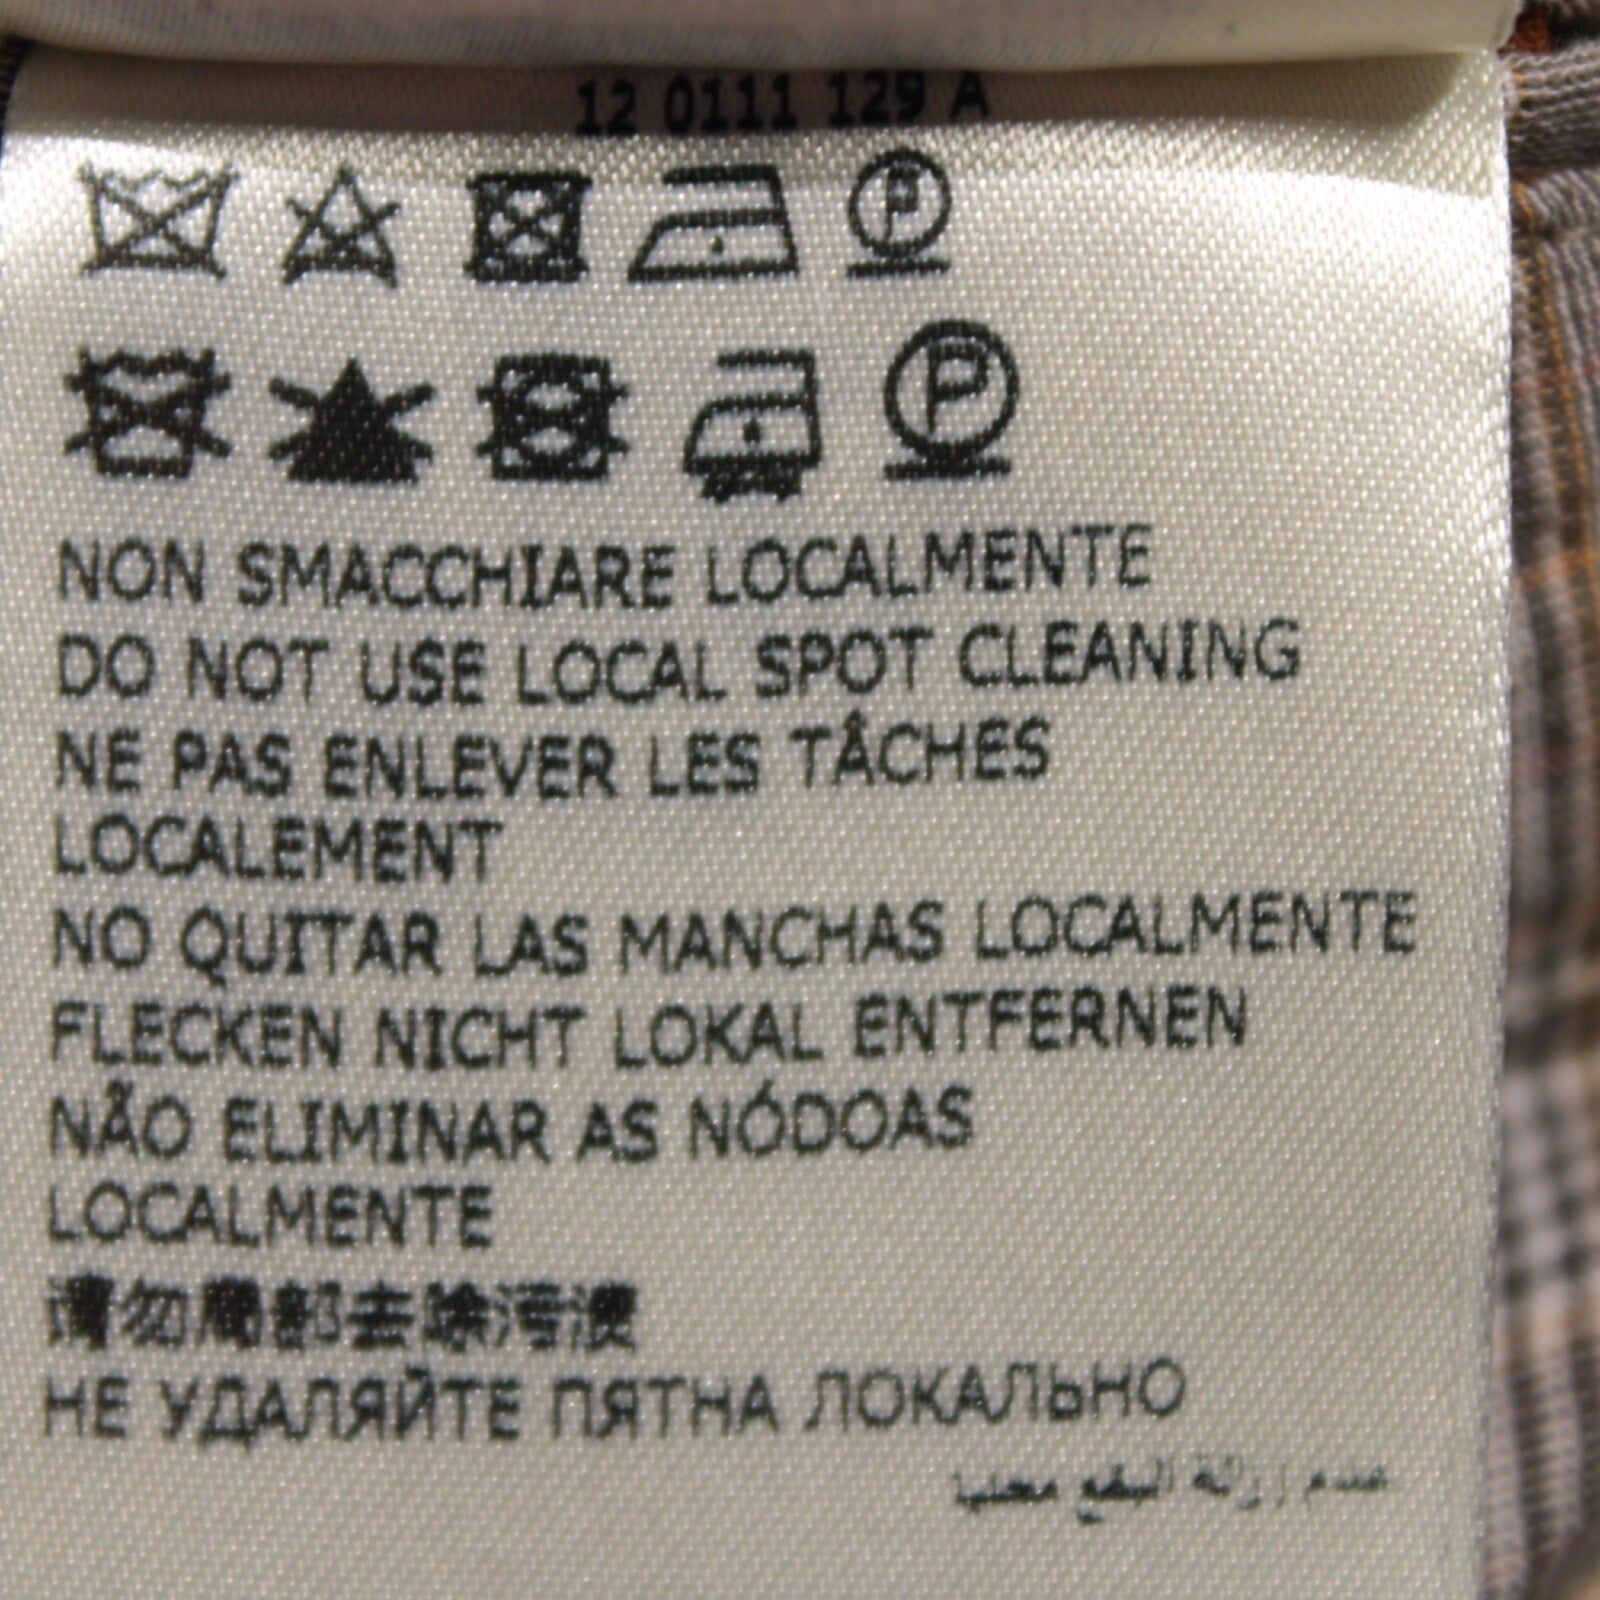 12 0111 129 A
NON SMACCHIARE LOCALMENTE
DO NOT USE LOCAL SPOT CLEANING
NE PAS ENLEVER LES TÂCHES
LOCALEMENT
NO QUITAR LAS MANCHAS LOCALMENTE
FLECKEN NICHT LOKAL ENTFERNEN
NÃO ELIMINAR AS NÓDOAS
LOCALMENTE
请勿局部去除污渍
НЕ УДАЛЯЙТЕ ПЯТНА ЛОКАЛЬНО
عدم إزالة البقع محليا